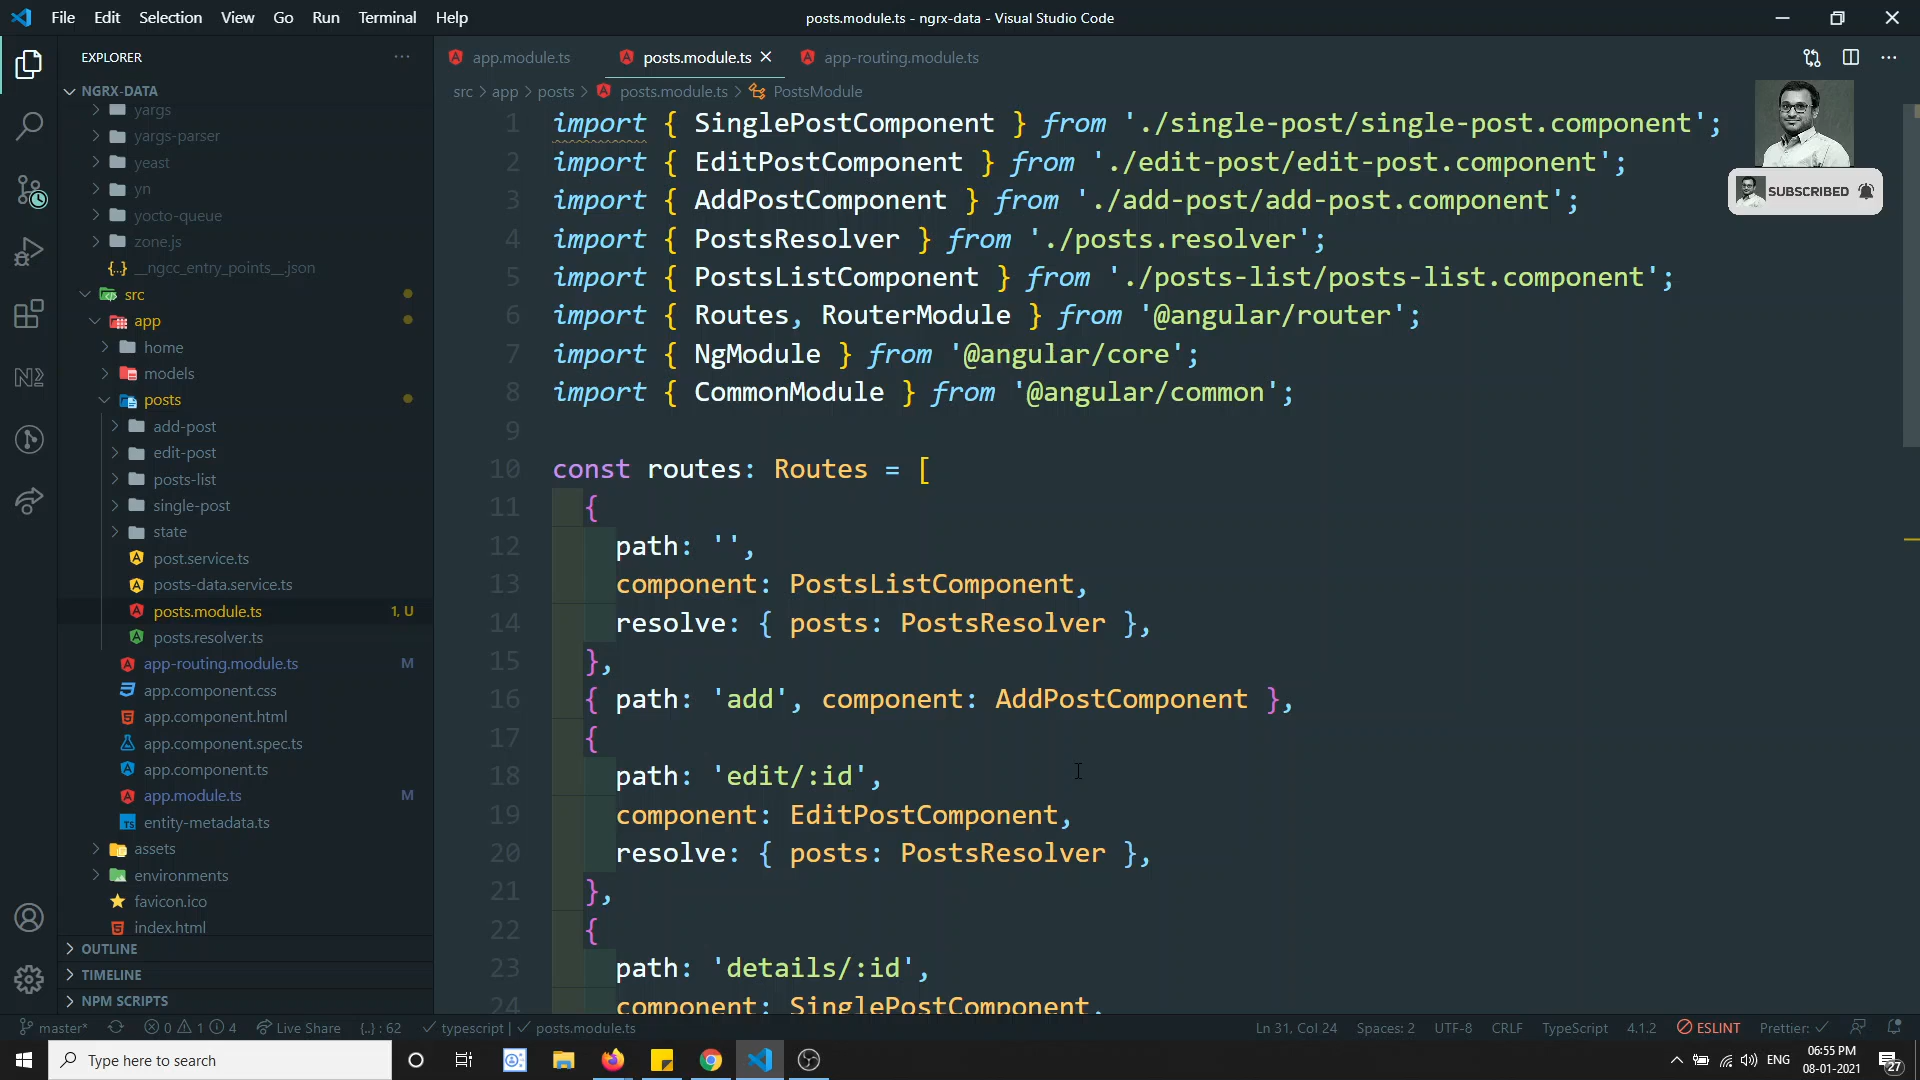 File Edit Selection View Go Run Terminal Help
posts.module.ts - ngrx-data - Visual Studio Code
EXPLORER
NGRX-DATA
yargs
yargs-parser
yeast
yn
yocto-queue
zone.js
__ngcc_entry_points__.json
src
app
home
models
posts
add-post
edit-post
posts-list
single-post
state
post.service.ts
posts-data.service.ts
posts.module.ts 1, U
posts.resolver.ts
app-routing.module.ts M
app.component.css
app.component.html
app.component.spec.ts
app.component.ts
app.module.ts M
entity-metadata.ts
assets
environments
favicon.ico
index.html
OUTLINE
TIMELINE
NPM SCRIPTS
app.module.ts posts.module.ts app-routing.module.ts
src > app > posts > posts.module.ts > PostsModule
SUBSCRIBED
1 import { SinglePostComponent } from './single-post/single-post.component';
2 import { EditPostComponent } from './edit-post/edit-post.component';
3 import { AddPostComponent } from './add-post/add-post.component';
4 import { PostsResolver } from './posts.resolver';
5 import { PostsListComponent } from './posts-list/posts-list.component';
6 import { Routes, RouterModule } from '@angular/router';
7 import { NgModule } from '@angular/core';
8 import { CommonModule } from '@angular/common';
9
10 const routes: Routes = [
11 {
12 path: '',
13 component: PostsListComponent,
14 resolve: { posts: PostsResolver },
15 },
16 { path: 'add', component: AddPostComponent },
17 {
18 path: 'edit/:id',
19 component: EditPostComponent,
20 resolve: { posts: PostsResolver },
21 },
22 {
23 path: 'details/:id',
24 component: SinglePostComponent,
master* 0 1 4 Live Share {..} : 62 typescript | posts.module.ts
Ln 31, Col 24 Spaces: 2 UTF-8 CRLF TypeScript 4.1.2 ESLINT Prettier:
Type here to search
ENG
06:55 PM
08-01-2021
27